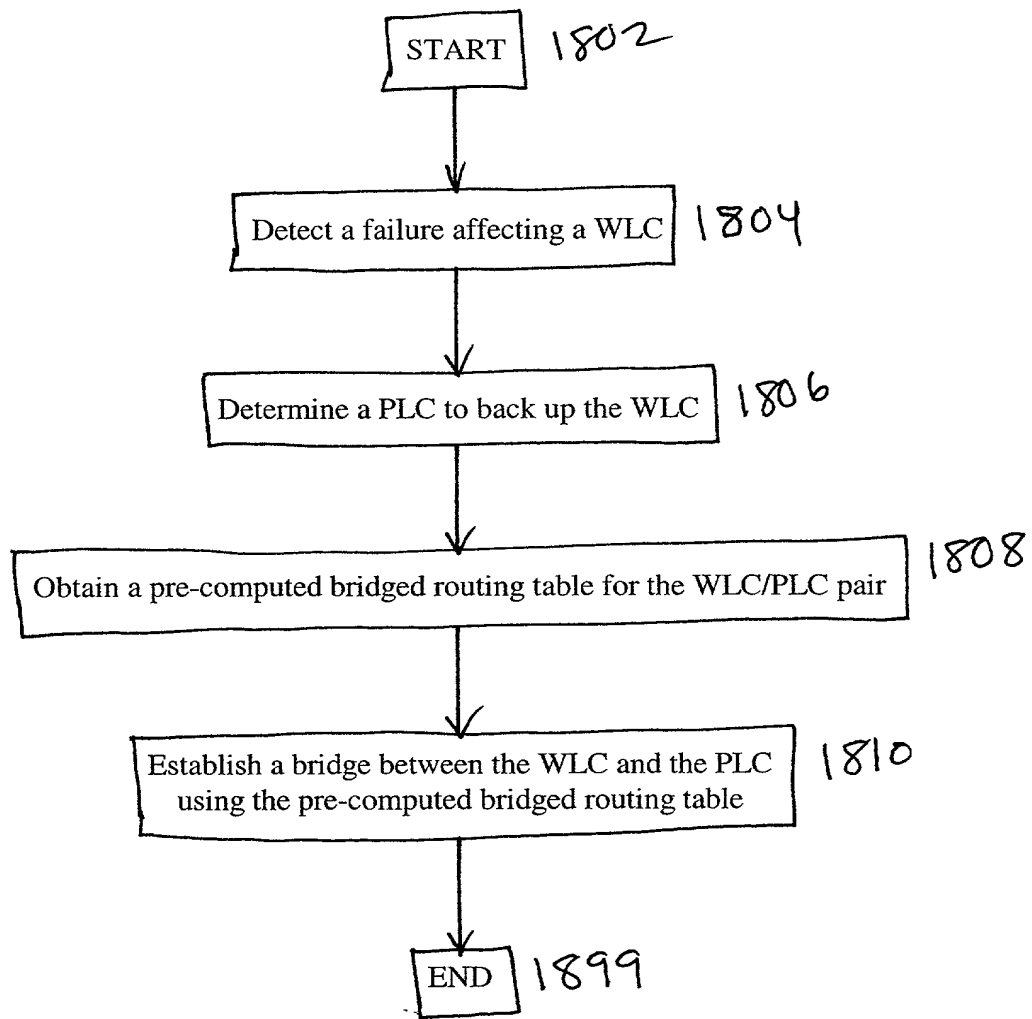 START 1802
Detect a failure affecting a WLC 1804
Determine a PLC to back up the WLC 1806
Obtain a pre-computed bridged routing table for the WLC/PLC pair 1808
Establish a bridge between the WLC and the PLC 1810
using the pre-computed bridged routing table
END 1899